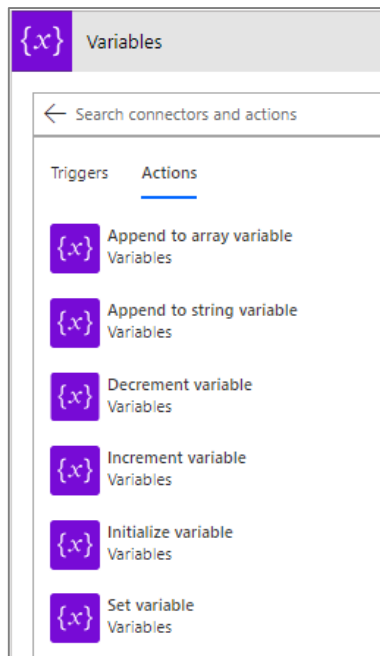 {x} Variables
Search connectors and actions
Triggers Actions
{x} Append to array variable
Variables
{x} Append to string variable
Variables
{x} Decrement variable
Variables
{x} Increment variable
Variables
{x} Initialize variable
Variables
{x} Set variable
Variables